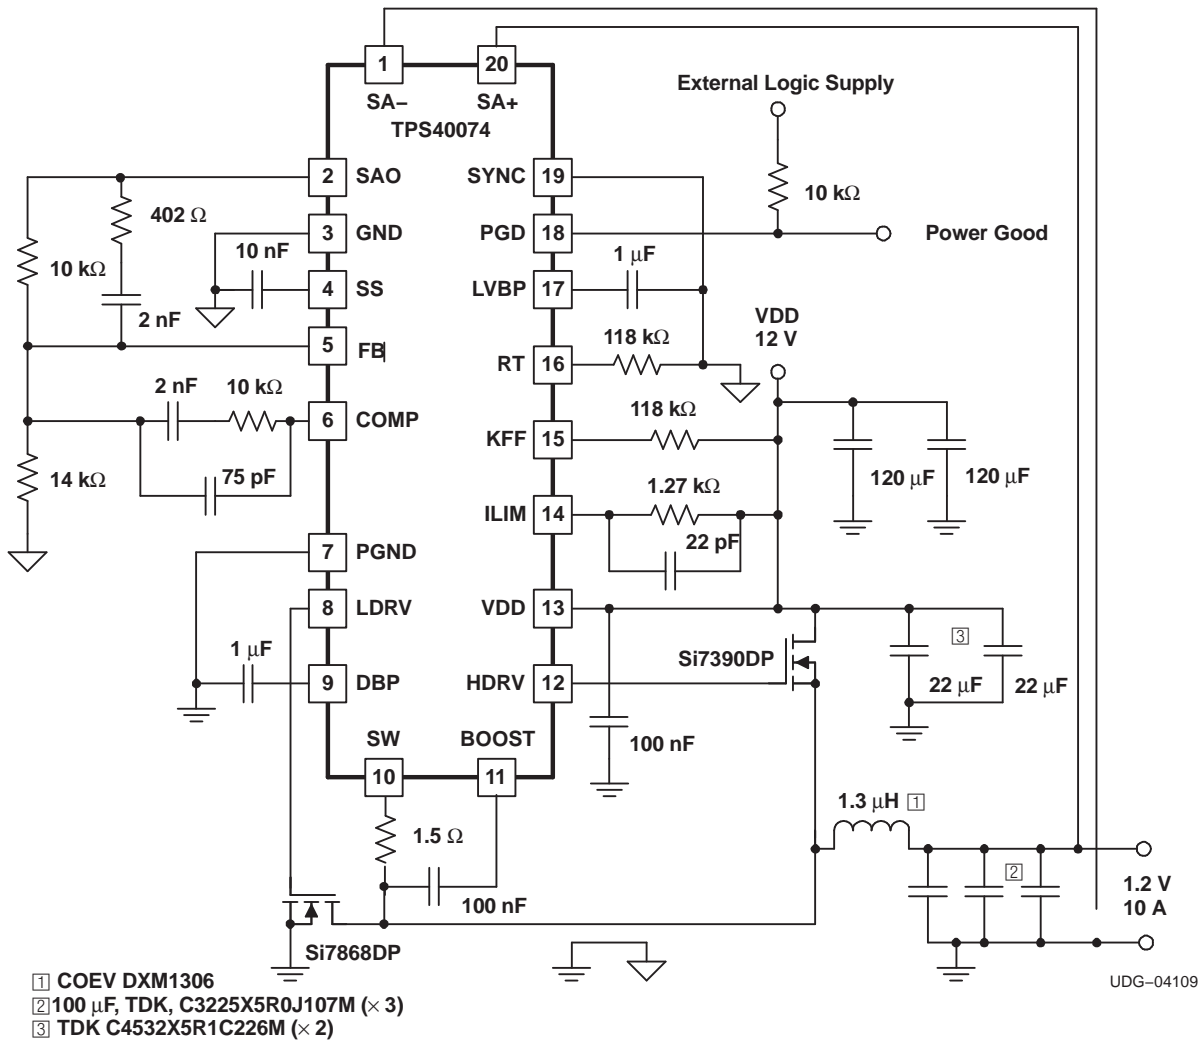 1
20
SA−
SA+
TPS40074
External Logic Supply
2
SAO
SYNC
19
402 Ω
10 kΩ
3
GND
PGD
18
Power Good
10 nF
1 µF
10 kΩ
4
SS
LVBP
17
2 nF
VDD
12 V
5
FB
118 kΩ
RT
16
2 nF
10 kΩ
6
COMP
118 kΩ
KFF
15
14 kΩ
75 pF
120 µF
120 µF
1.27 kΩ
ILIM
14
22 pF
7
PGND
8
LDRV
VDD
13
3
1 µF
Si7390DP
9
DBP
HDRV
12
22 µF
22 µF
SW
BOOST
100 nF
10
11
1.3 µH 1
1.5 Ω
2
1.2 V
10 A
100 nF
Si7868DP
1 COEV DXM1306
UDG−04109
2 100 µF, TDK, C3225X5R0J107M (× 3)
3 TDK C4532X5R1C226M (× 2)